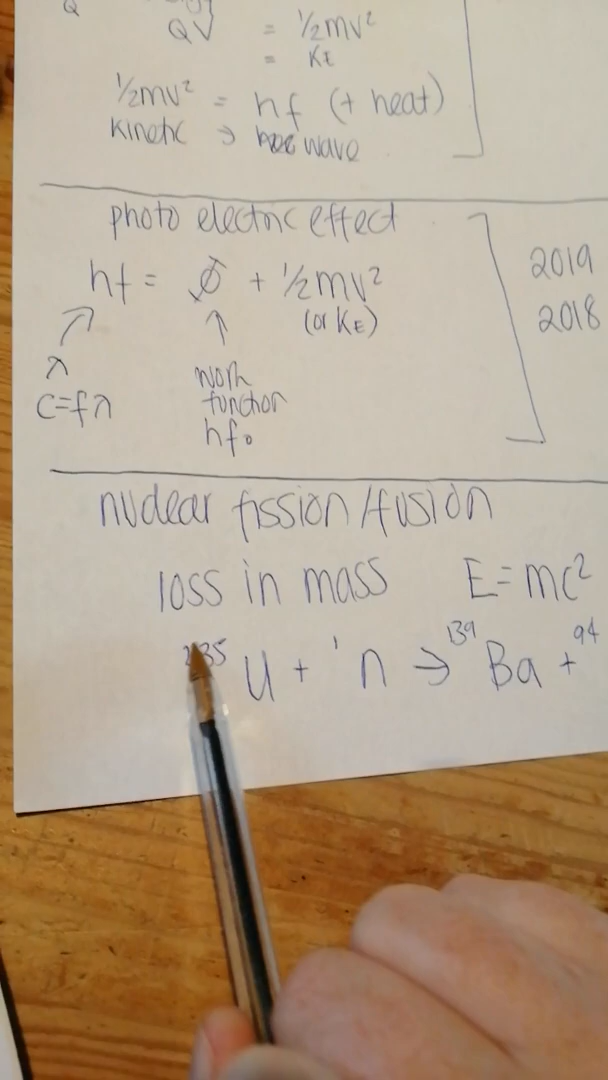 Q QV = ½mv²
= KE
½mv² = hf (+ heat)
kinetic → wave
photo electric effect
hf = Ø + ½mv²
(or KE)
2019
2018
λ
c=fλ
work
function
hf₀
nuclear fission/fusion
loss in mass E=mc²
²³⁵U + ¹n → ¹³⁹Ba + ⁹⁴